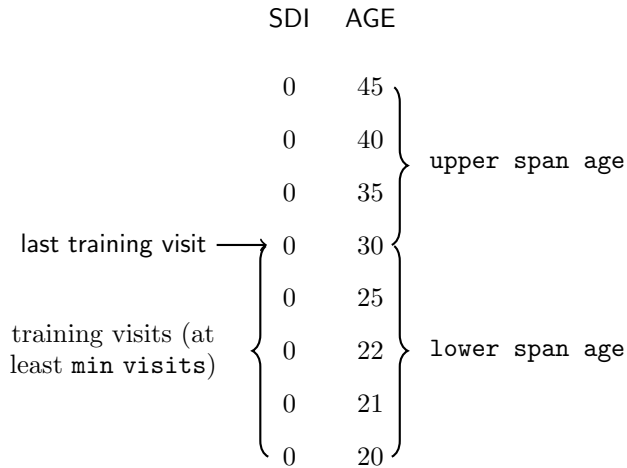 SDI AGE
0 45
0 40
upper span age
0 35
last training visit 0 30
0 25
training visits (at
least min visits)
0 22 lower span age
0 21
0 20